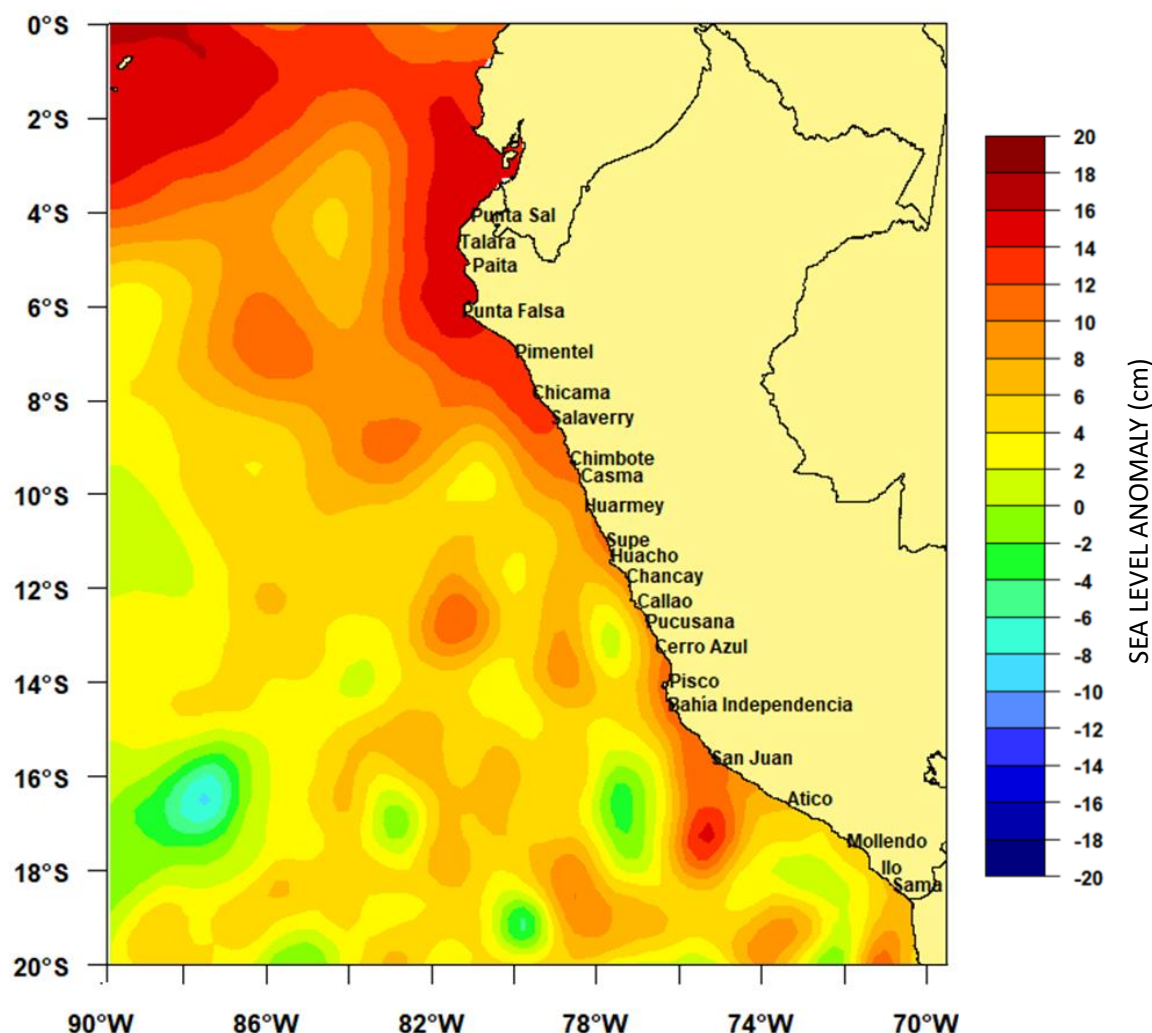 0°S
2°S
4°S
6°S
8°S
10°S
12°S
14°S
16°S
18°S
20°S
90°W
86°W
82°W
78°W
74°W
70°W
Punta Sal
Talara
Paita
Punta Falsa
Pimentel
Chicama
Salaverry
Chimbote
Casma
Huarmey
Supe
Huacho
Chancay
Callao
Pucusana
Cerro Azul
Pisco
Bahía Independencia
San Juan
Atico
Mollendo
Ilo
Sama
20
18
16
14
12
10
8
6
4
2
0
-2
-4
-6
-8
-10
-12
-14
-16
-18
-20
SEA LEVEL ANOMALY (cm)